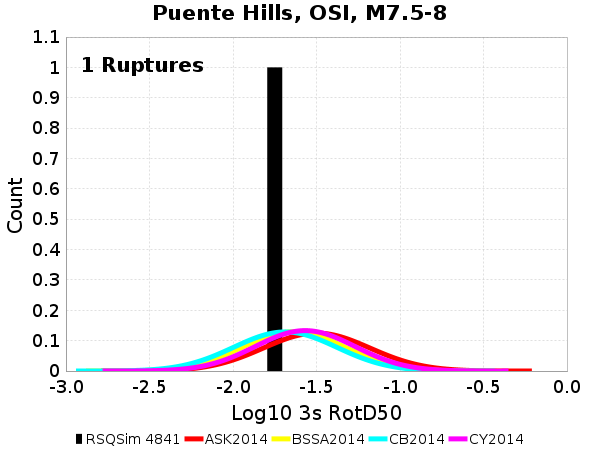 Puente Hills, OSI, M7.5-8
1.1
1 Ruptures
1
0.9
0.8
0.7
0.6
0.5
0.4
0.3
0.2
0.1
0
Count
-3.0 -2.5 -2.0 -1.5 -1.0 -0.5 0.0
Log10 3s RotD50
RSQSim 4841 ASK2014 BSSA2014 CB2014 CY2014